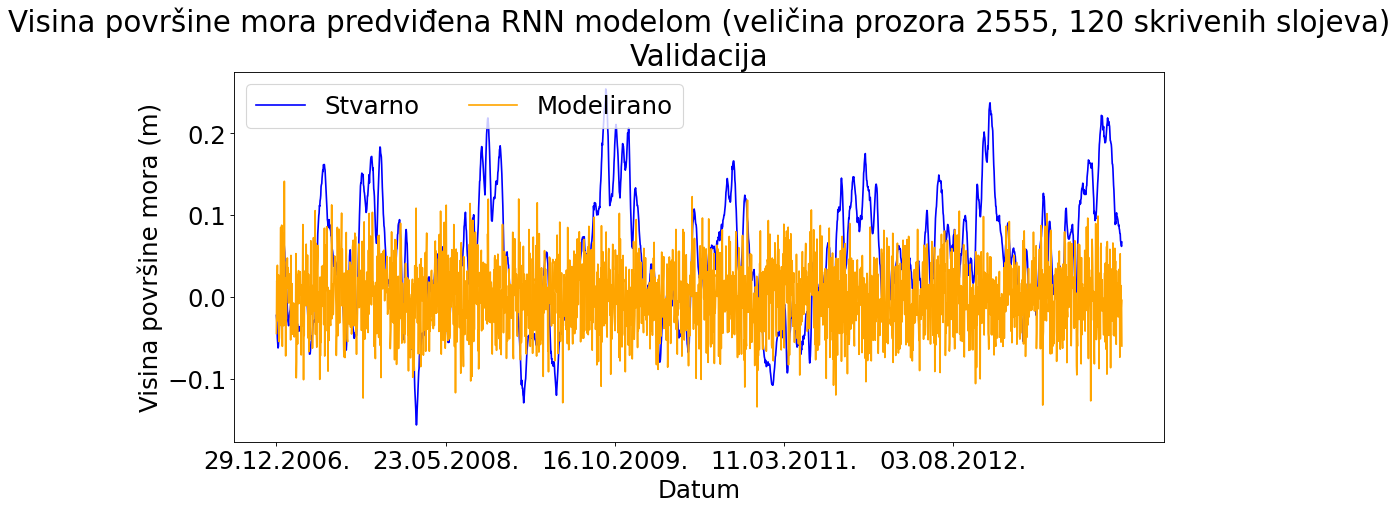 Visina površine mora predviđena RNN modelom (veličina prozora 2555, 120 skrivenih slojeva)
Validacija
Stvarno Modelirano
Visina površine mora (m)
0.2
0.1
0.0
−0.1
29.12.2006. 23.05.2008. 16.10.2009. 11.03.2011. 03.08.2012.
Datum